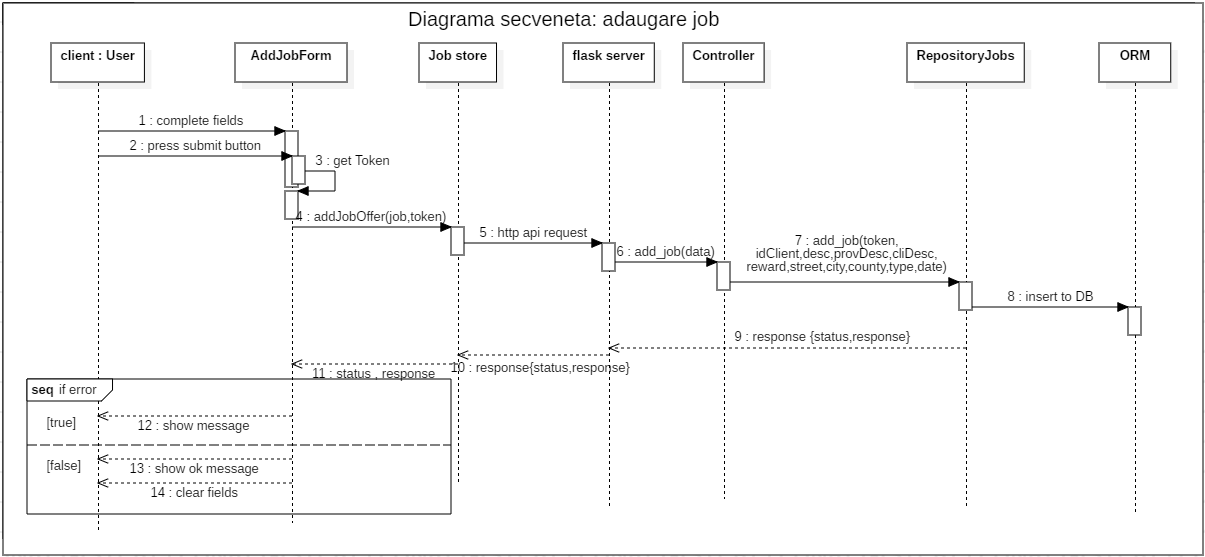 Diagrama secveneta: adaugare job
client : User
AddJobForm
Job store
flask server
Controller
RepositoryJobs
ORM
1 : complete fields
2 : press submit button
3 : get Token
4 : addJobOffer(job,token)
5 : http api request
6 : add_job(data)
7 : add_job(token,
idClient,desc,provDesc,cliDesc,
reward,street,city,county,type,date)
8 : insert to DB
9 : response {status,response}
10 : response{status,response}
11 : status , response
seq if error
[true]
12 : show message
[false]
13 : show ok message
14 : clear fields